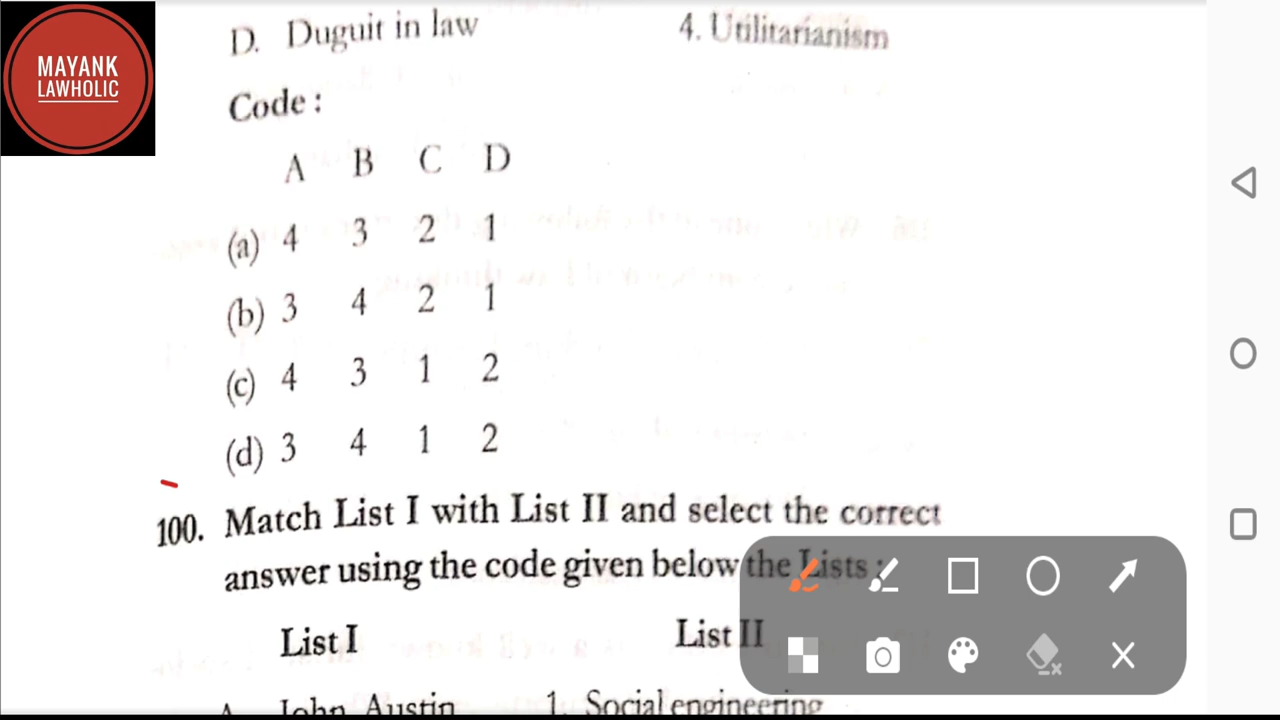 MAYANK
LAWHOLIC
D. Duguit in law 4. Utilitarianism
Code :
A B C D
(a) 4 3 2 1
(b) 3 4 2 1
(c) 4 3 1 2
(d) 3 4 1 2
100. Match List I with List II and select the correct
answer using the code given below the Lists :
List I List II
A. John Austin 1. Social engineering